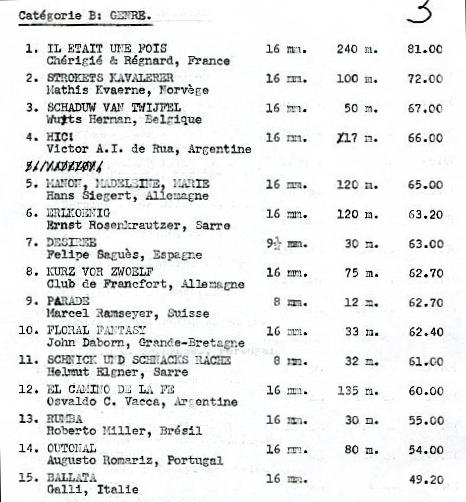 Catégorie B: GENRE. 3
1. IL ETAIT UNE FOIS 16 mm. 240 m. 81.00
Chérigié & Régnard, France
2. STROKETS KAVALERER 16 mm. 100 m. 72.00
Mathis Kvaerne, Norvège
3. SCHADUW VAN TWIJFEL 16 mm. 50 m. 67.00
Wuyts Herman, Belgique
4. HIC! 16 mm. 117 m. 66.00
Victor A.I. de Rua, Argentine
5. MANON, MADELEINE, MARIE 16 mm. 120 m. 65.00
Hans Siegert, Allemagne
6. ERLKOENIG 16 mm. 120 m. 63.20
Ernst Rosenkrautzer, Sarre
7. DESIREE 9½ mm. 30 m. 63.00
Felipe Saguès, Espagne
8. KURZ VOR ZWOELF 16 mm. 75 m. 62.70
Club de Francfort, Allemagne
9. PARADE 8 mm. 12 m. 62.70
Marcel Ramseyer, Suisse
10. FLORAL FANTASY 16 mm. 33 m. 62.40
John Daborn, Grande-Bretagne
11. SCHNICK UND SCHNACKS RACHE 8 mm. 32 m. 61.00
Helmut Elgner, Sarre
12. EL CAMINO DE LA FE 16 mm. 135 m. 60.00
Osvaldo C. Vacca, Argentine
13. RUMBA 16 mm. 30 m. 55.00
Roberto Miller, Brésil
14. OUTONAL 16 mm. 80 m. 54.00
Augusto Romariz, Portugal
15. BALLATA 16 mm. 49.20
Galli, Italie